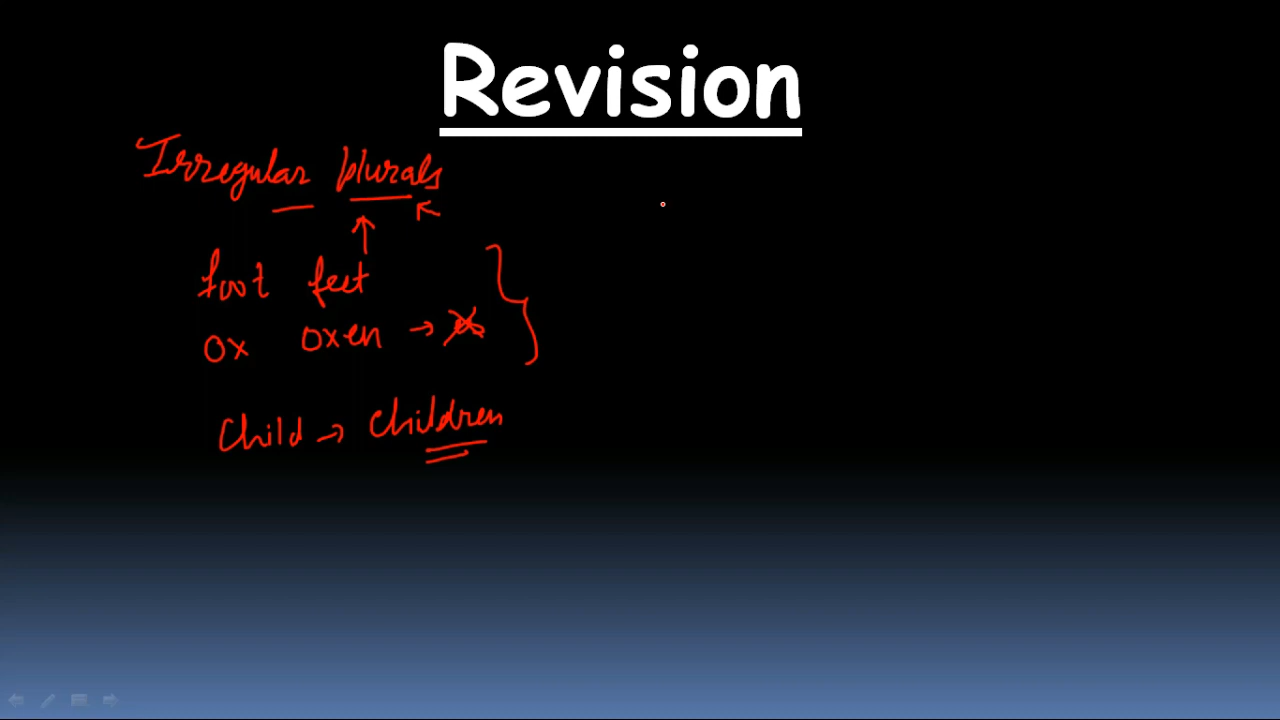 Revision
Irregular plurals
foot feet
ox oxen →
Child → Children